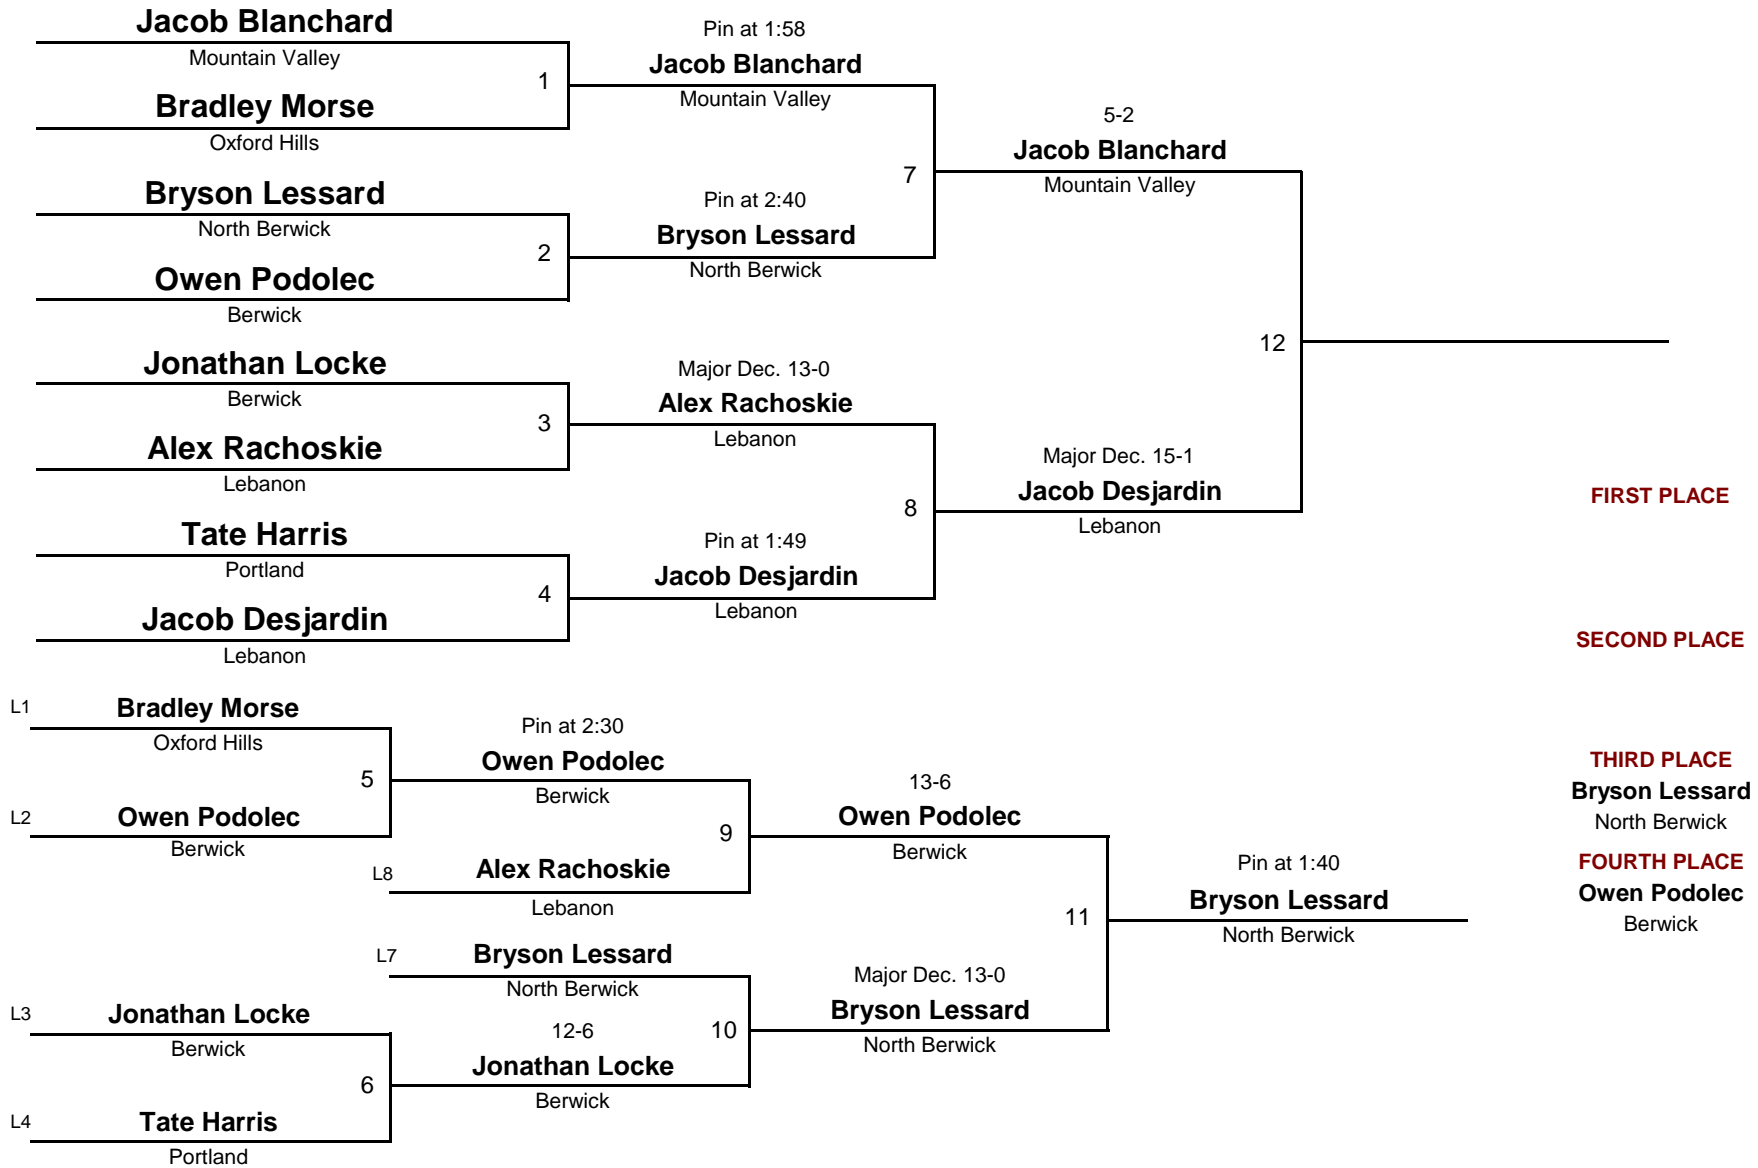 Jacob Blanchard
Mountain Valley
1
Bradley Morse
Oxford Hills
Bryson Lessard
North Berwick
2
Owen Podolec
Berwick
Jonathan Locke
Berwick
3
Alex Rachoskie
Lebanon
Tate Harris
Portland
4
Jacob Desjardin
Lebanon
Pin at 1:58
Jacob Blanchard
Mountain Valley
7
Pin at 2:40
Bryson Lessard
North Berwick
Major Dec. 13-0
Alex Rachoskie
Lebanon
8
Pin at 1:49
Jacob Desjardin
Lebanon
5-2
Jacob Blanchard
Mountain Valley
12
Major Dec. 15-1
Jacob Desjardin
Lebanon
FIRST PLACE
SECOND PLACE
L1
Bradley Morse
Oxford Hills
5
L2
Owen Podolec
Berwick
Pin at 2:30
Owen Podolec
Berwick
9
L8
Alex Rachoskie
Lebanon
L7
Bryson Lessard
North Berwick
10
L3
Jonathan Locke
Berwick
6
L4
Tate Harris
Portland
12-6
Jonathan Locke
Berwick
13-6
Owen Podolec
Berwick
11
Major Dec. 13-0
Bryson Lessard
North Berwick
Pin at 1:40
Bryson Lessard
North Berwick
THIRD PLACE
Bryson Lessard
North Berwick
FOURTH PLACE
Owen Podolec
Berwick